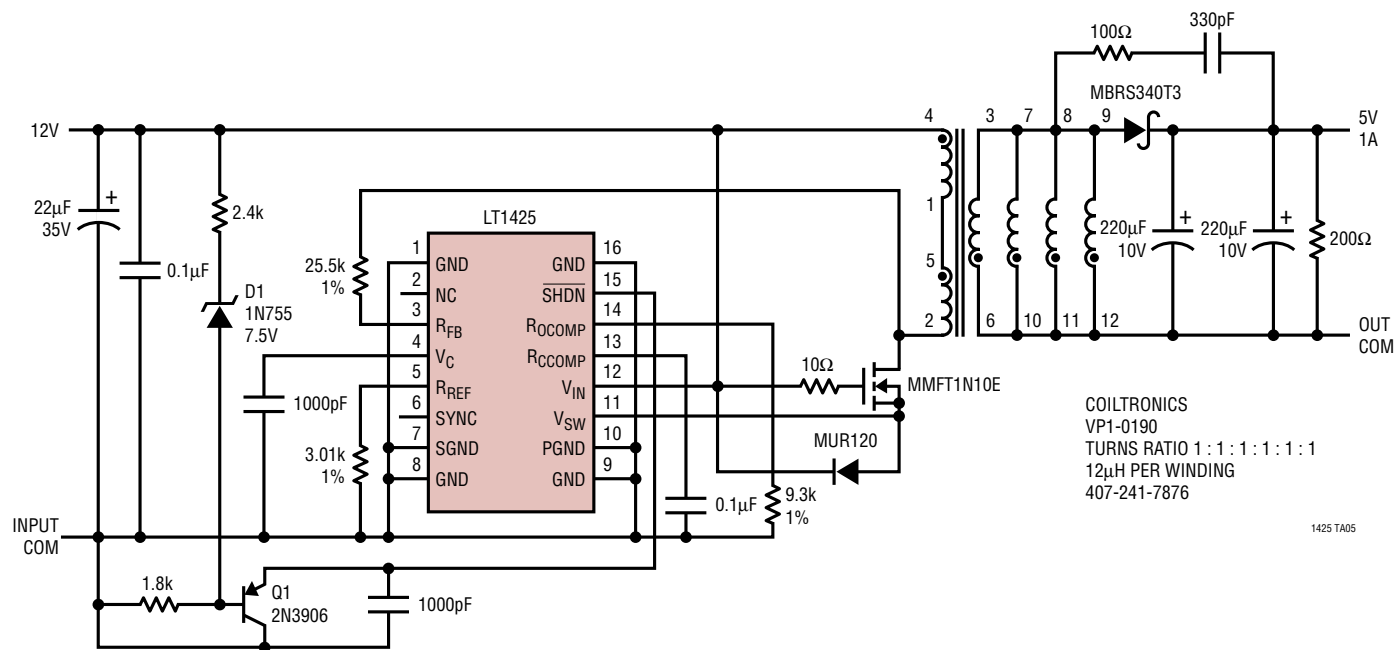 330pF
100Ω
MBRS340T3
12V
4
3
7
8
9
5V
1A
22µF
35V
+
2.4k
0.1µF
D1
1N755
7.5V
25.5k
1%
LT1425
1
GND
2
NC
3
RFB
4
VC
5
RREF
6
SYNC
7
SGND
8
GND
16
GND
15
SHDN
14
ROCOMP
13
RCCOMP
12
VIN
11
VSW
10
PGND
9
GND
1
5
2
6
10
11
12
220µF
10V
+
220µF
10V
+
200Ω
OUT
COM
10Ω
MMFT1N10E
MUR120
1000pF
3.01k
1%
0.1µF
9.3k
1%
COILTRONICS
VP1-0190
TURNS RATIO 1 : 1 : 1 : 1 : 1 : 1
12µH PER WINDING
407-241-7876
1425 TA05
INPUT
COM
1.8k
Q1
2N3906
1000pF